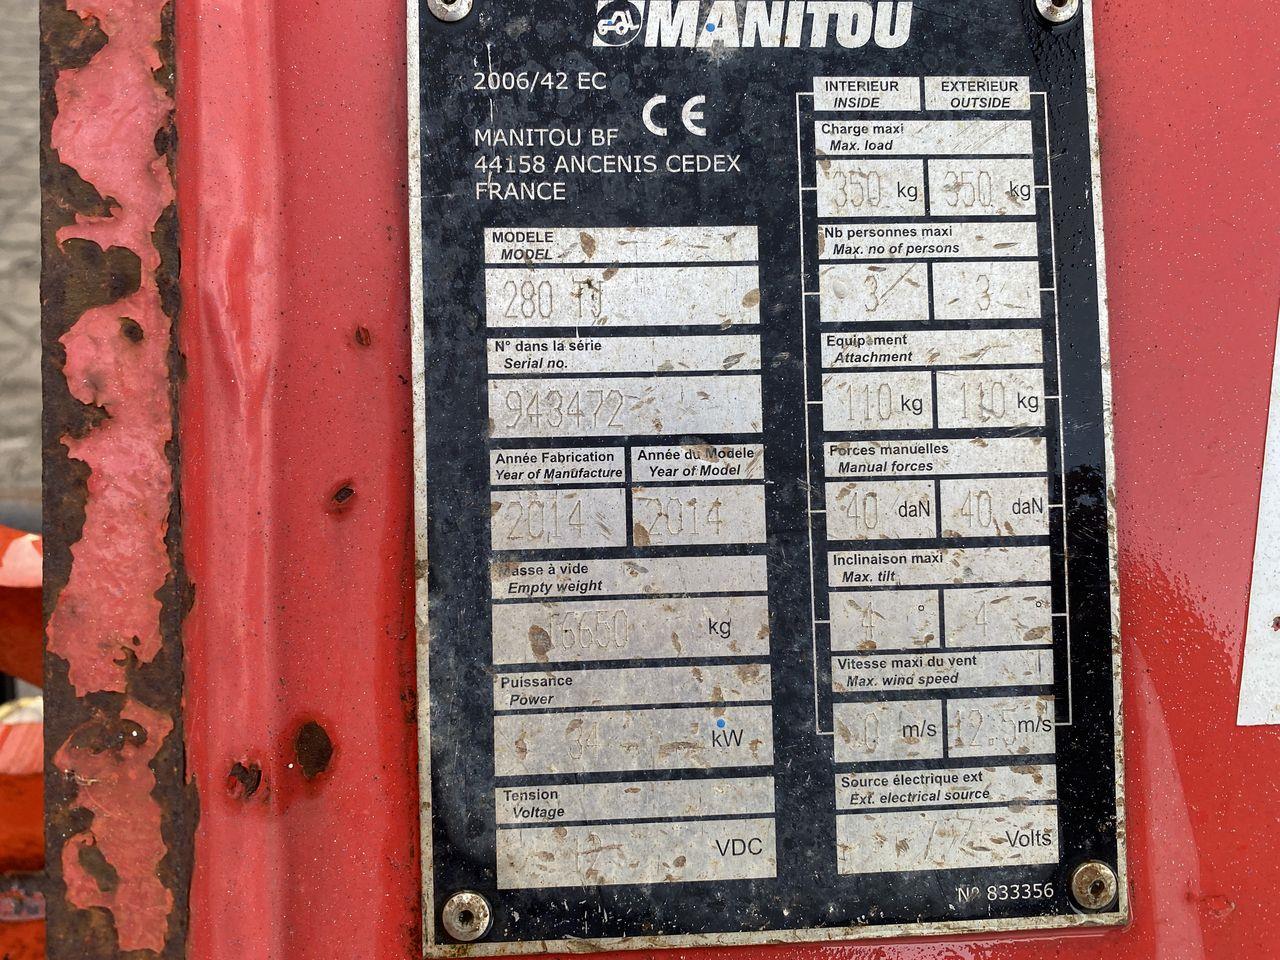 MANITOU
2006/42 EC
CE
MANITOU BF
44158 ANCENIS CEDEX
FRANCE
MODELE
MODEL
280 TJ
N° dans la série
Serial no.
943472
Année Fabrication Année du Modele
Year of Manufacture Year of Model
2014 2014
Masse à vide
Empty weight
16650 kg
Puissance
Power
34 kW
Tension
Voltage
12 VDC
INTERIEUR EXTERIEUR
INSIDE OUTSIDE
Charge maxi
Max. load
350 kg 350 kg
Nb personnes maxi
Max. no of persons
3 3
Equipement
Attachment
110 kg 110 kg
Forces manuelles
Manual forces
40 daN 40 daN
Inclinaison maxi
Max. tilt
4 ° 4 °
Vitesse maxi du vent
Max. wind speed
0 m/s 12.5 m/s
Source électrique ext
Ext. electrical source
Volts
N° 833356